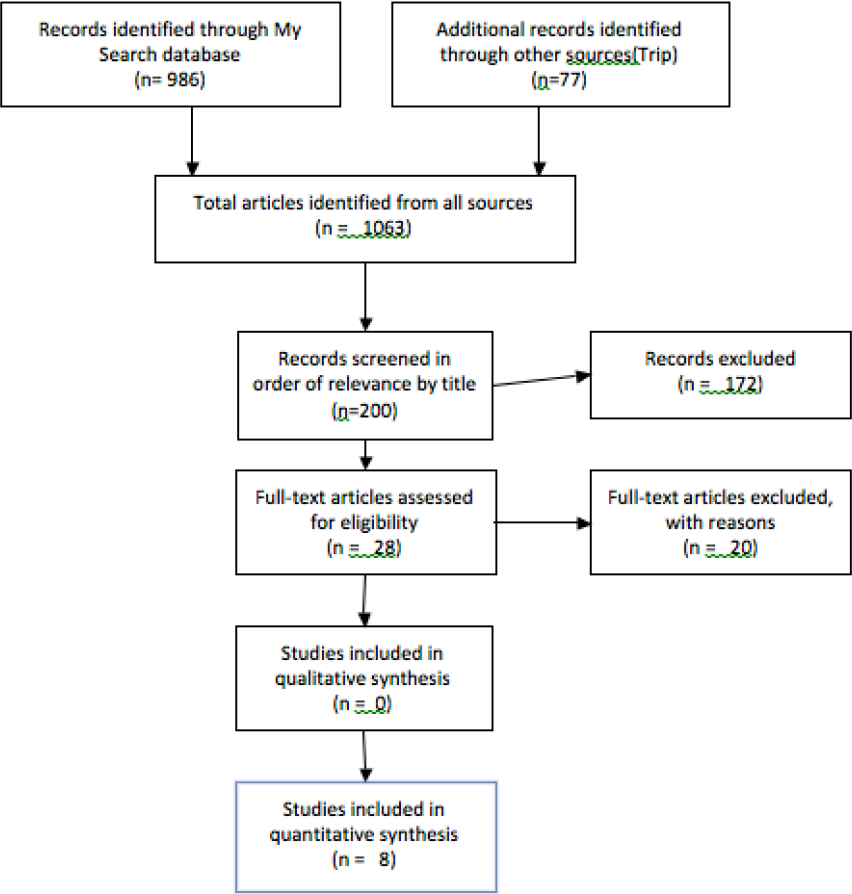 Records identified through My
Search database
(n= 986)
Additional records identified
through other sources(Trip)
(n=77)
Total articles identified from all sources
(n = 1063)
Records screened in
order of relevance by title
(n=200)
Records excluded
(n = 172)
Full-text articles assessed
for eligibility
(n = 28)
Full-text articles excluded,
with reasons
(n = 20)
Studies included in
qualitative synthesis
(n = 0)
Studies included in
quantitative synthesis
(n = 8)